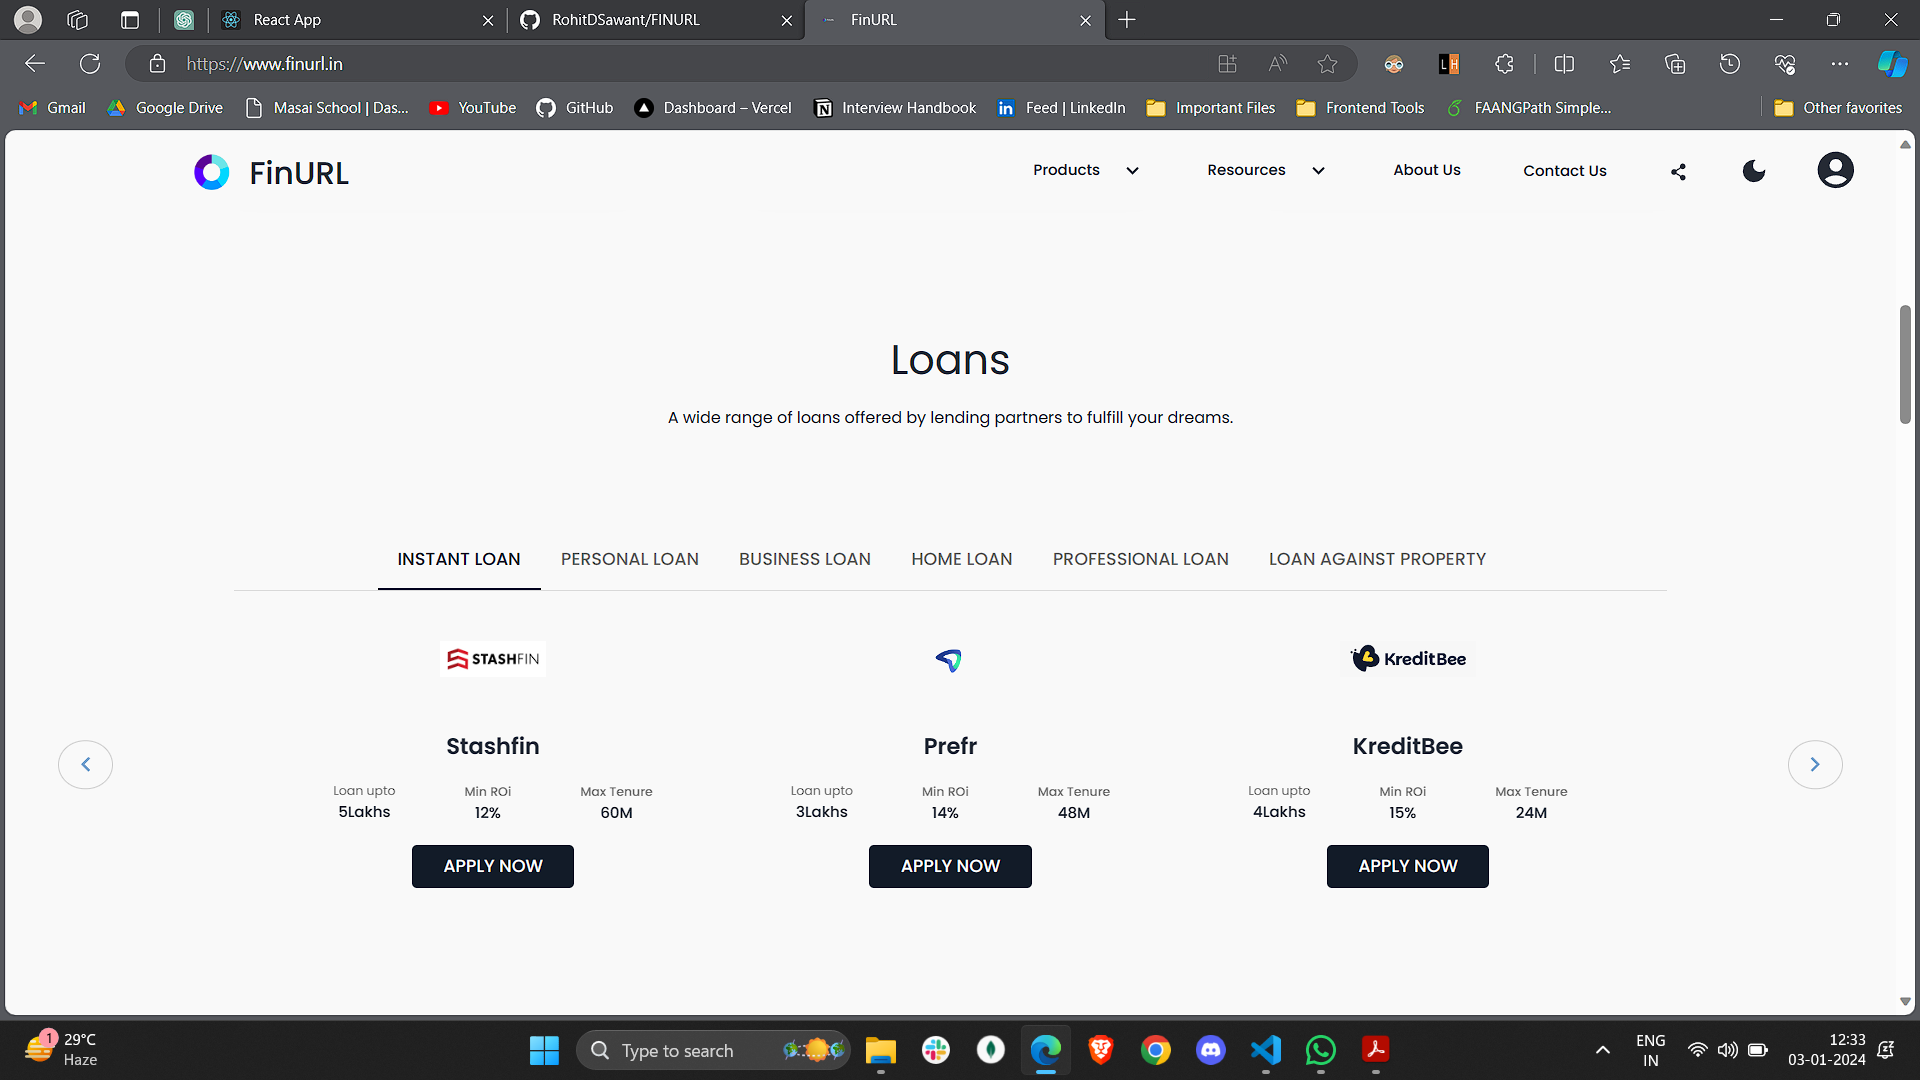 React App
RohitDSawant/FINURL
FinURL
https://www.finurl.in
Gmail
Google Drive
Masai School | Das...
YouTube
GitHub
Dashboard – Vercel
Interview Handbook
Feed | LinkedIn
Important Files
Frontend Tools
FAANGPath Simple...
Other favorites
FinURL
Products
Resources
About Us
Contact Us
Loans
A wide range of loans offered by lending partners to fulfill your dreams.
INSTANT LOAN
PERSONAL LOAN
BUSINESS LOAN
HOME LOAN
PROFESSIONAL LOAN
LOAN AGAINST PROPERTY
STASHFIN
KreditBee
Stashfin
Prefr
KreditBee
Loan upto
Min ROi
Max Tenure
Loan upto
Min ROi
Max Tenure
Loan upto
Min ROi
Max Tenure
5Lakhs
12%
60M
3Lakhs
14%
48M
4Lakhs
15%
24M
APPLY NOW
APPLY NOW
APPLY NOW
1
29°C
Haze
Type to search
ENG
IN
12:33
03-01-2024